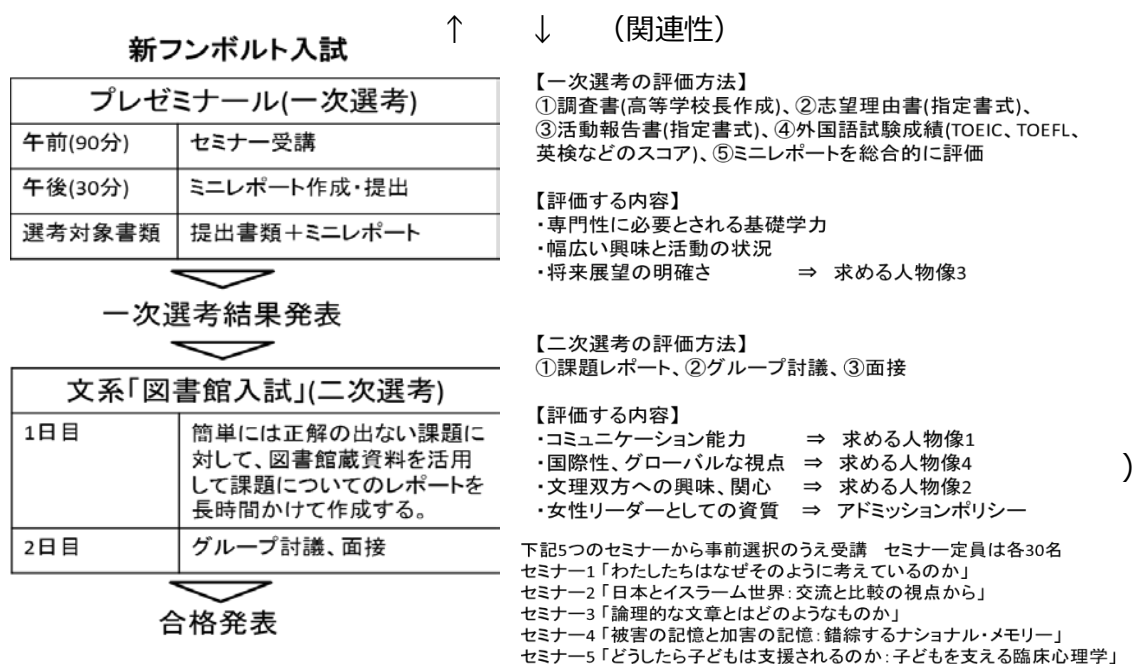 ↑ ↓ (関連性)
新フンボルト入試
プレゼミナール(一次選考)
午前(90分) セミナー受講
午後(30分) ミニレポート作成・提出
選考対象書類 提出書類+ミニレポート
一次選考結果発表
文系「図書館入試」(二次選考)
1日目 簡単には正解の出ない課題に
対して、図書館蔵資料を活用
して課題についてのレポートを
長時間かけて作成する。
2日目 グループ討議、面接
合格発表
【一次選考の評価方法】
①調査書(高等学校長作成)、②志望理由書(指定書式)、
③活動報告書(指定書式)、④外国語試験成績(TOEIC、TOEFL、
英検などのスコア)、⑤ミニレポートを総合的に評価
【評価する内容】
・専門性に必要とされる基礎学力
・幅広い興味と活動の状況
・将来展望の明確さ ⇒ 求める人物像3
【二次選考の評価方法】
①課題レポート、②グループ討議、③面接
【評価する内容】
・コミュニケーション能力 ⇒ 求める人物像1
・国際性、グローバルな視点 ⇒ 求める人物像4
・文理双方への興味、関心 ⇒ 求める人物像2
・女性リーダーとしての資質 ⇒ アドミッションポリシー
)
下記5つのセミナーから事前選択のうえ受講 セミナー定員は各30名
セミナー1「わたしたちはなぜそのように考えているのか」
セミナー2「日本とイスラーム世界:交流と比較の視点から」
セミナー3「論理的な文章とはどのようなものか」
セミナー4「被害の記憶と加害の記憶:錯綜するナショナル・メモリー」
セミナー5「どうしたら子どもは支援されるのか:子どもを支える臨床心理学」